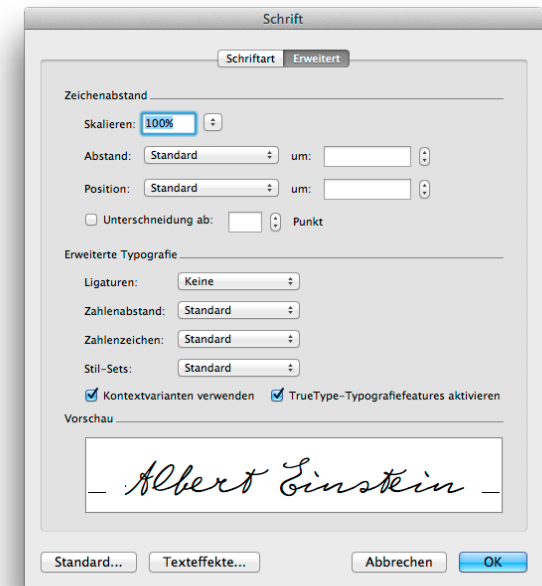 Schrift
Schriftart Erweitert
Zeichenabstand
Skalieren: 100%
Abstand: Standard um:
Position: Standard um:
Unterschneidung ab: Punkt
Erweiterte Typografie
Ligaturen: Keine
Zahlenabstand: Standard
Zahlenzeichen: Standard
Stil-Sets: Standard
Kontextvarianten verwenden TrueType-Typografiefeatures aktivieren
Vorschau
Albert Einstein
Standard... Texteffekte... Abbrechen OK